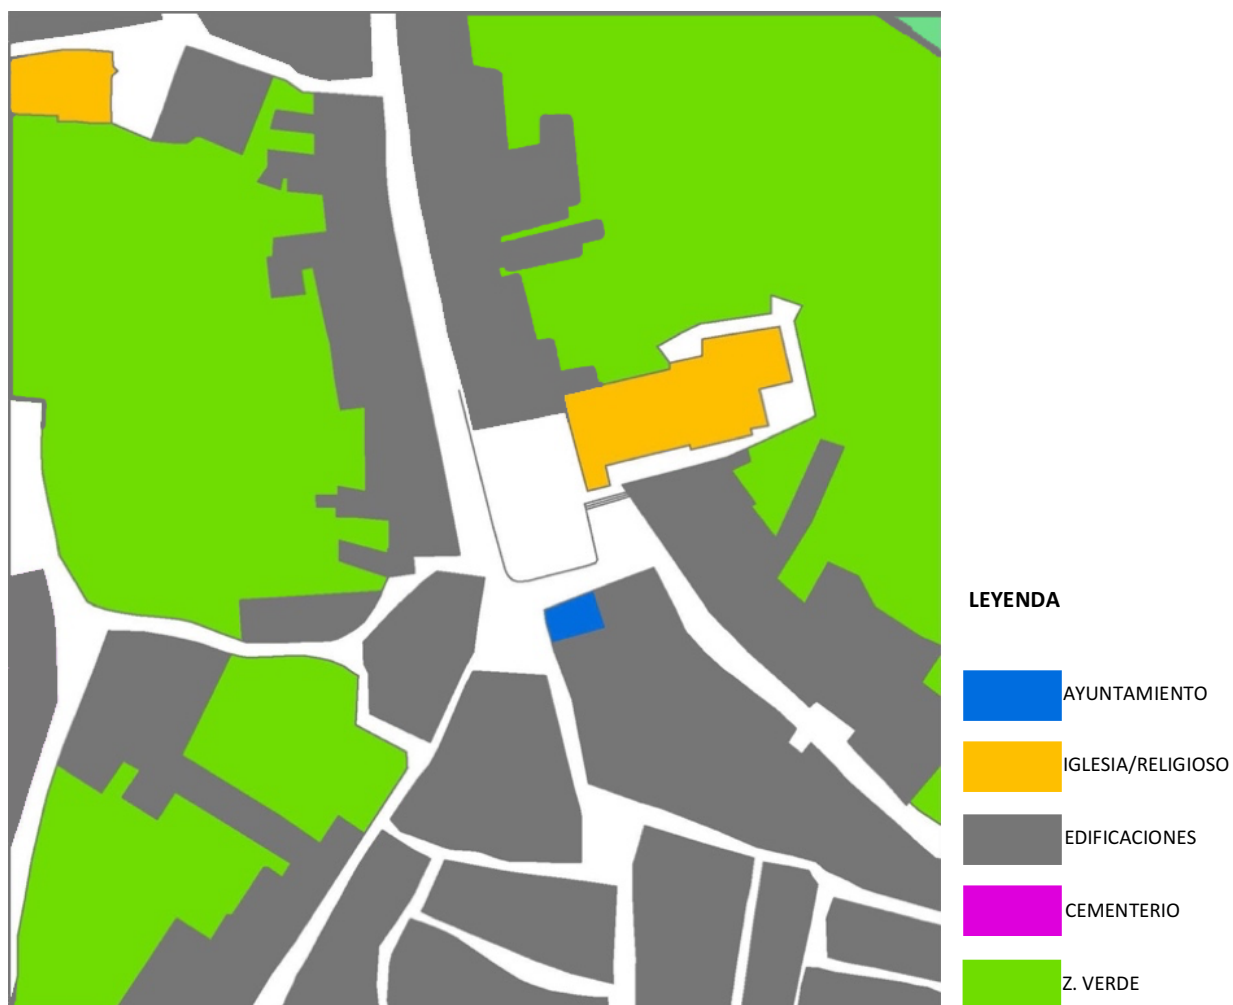 LEYENDA
AYUNTAMIENTO
IGLESIA/RELIGIOSO
EDIFICACIONES
CEMENTERIO
Z. VERDE